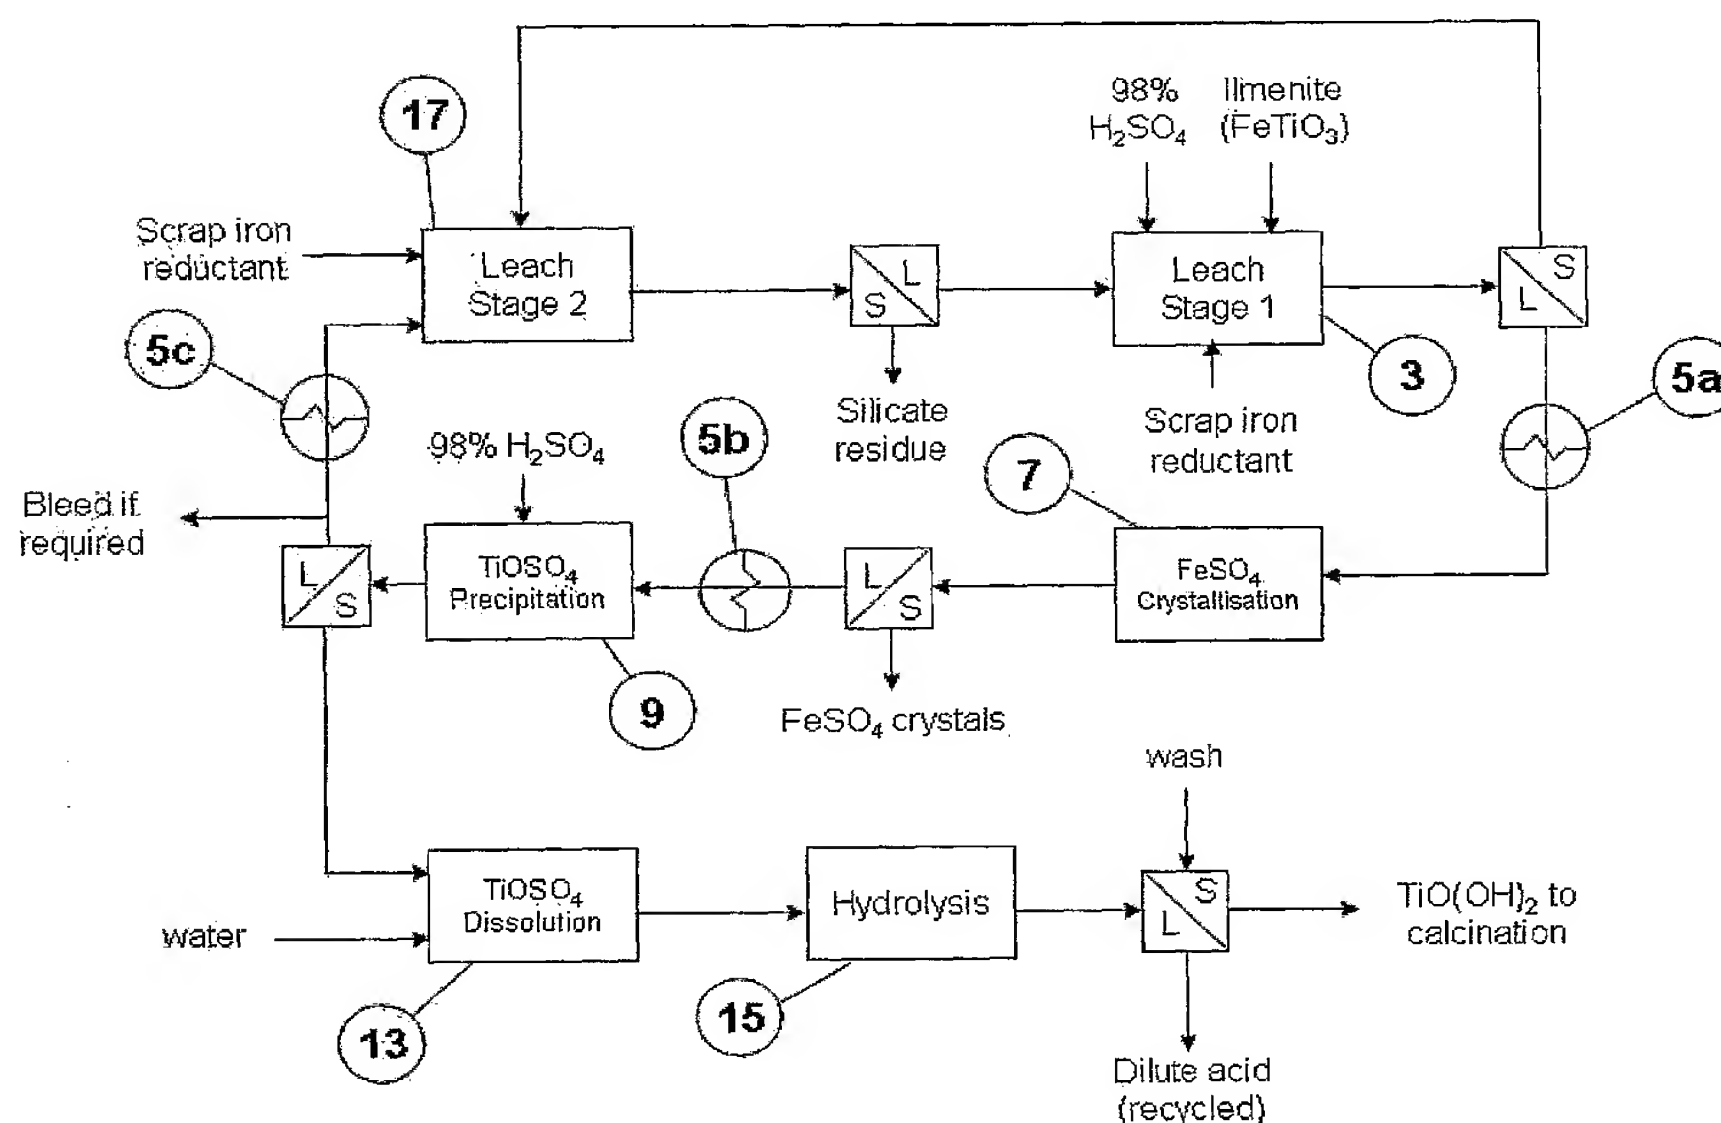 17
98%
H₂SO₄
Ilmenite
(FeTiO₃)
Scrap iron
reductant
Leach
Stage 2
L
S
Leach
Stage 1
S
L
5c
3
5a
Silicate
residue
Scrap iron
reductant
98% H₂SO₄
5b
7
Bleed if
required
L
S
TiOSO₄
Precipitation
L
S
FeSO₄
Crystallisation
9
FeSO₄ crystals
wash
TiOSO₄
Dissolution
water
Hydrolysis
S
L
TiO(OH)₂ to
calcination
13
15
Dilute acid
(recycled)